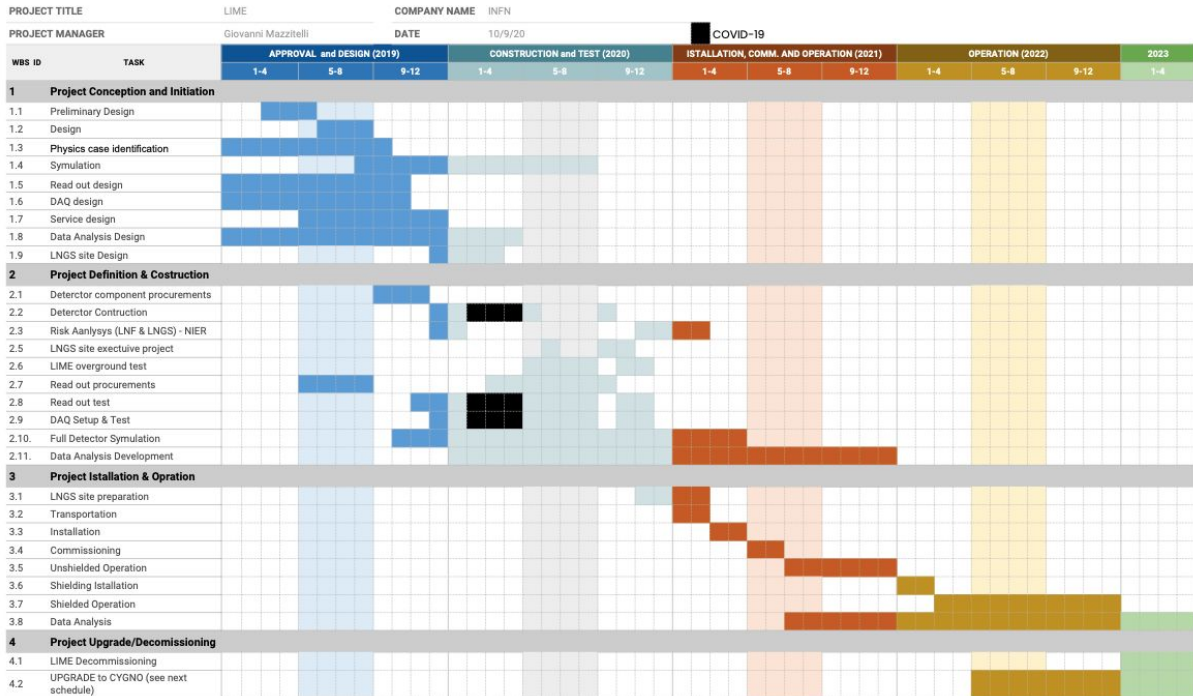 PROJECT TITLE LIME COMPANY NAME INFN
PROJECT MANAGER Giovanni Mazzitelli DATE 10/9/20 COVID-19
WBS ID TASK APPROVAL and DESIGN (2019) CONSTRUCTION and TEST (2020) ISTALLATION, COMM. AND OPERATION (2021) OPERATION (2022) 2023
1-4 5-8 9-12 1-4 5-8 9-12 1-4 5-8 9-12 1-4 5-8 9-12 1-4
1 Project Conception and Initiation
1.1 Preliminary Design
1.2 Design
1.3 Physics case identification
1.4 Symulation
1.5 Read out design
1.6 DAQ design
1.7 Service design
1.8 Data Analysis Design
1.9 LNGS site Design
2 Project Definition & Costruction
2.1 Deterctor component procurements
2.2 Deterctor Contruction
2.3 Risk Aanlysys (LNF & LNGS) - NIER
2.5 LNGS site exectuive project
2.6 LIME overground test
2.7 Read out procurements
2.8 Read out test
2.9 DAQ Setup & Test
2.10. Full Detector Symulation
2.11. Data Analysis Development
3 Project Istallation & Opration
3.1 LNGS site preparation
3.2 Transportation
3.3 Installation
3.4 Commissioning
3.5 Unshielded Operation
3.6 Shielding Istallation
3.7 Shielded Operation
3.8 Data Analysis
4 Project Upgrade/Decomissioning
4.1 LIME Decommissioning
4.2 UPGRADE to CYGNO (see next
schedule)